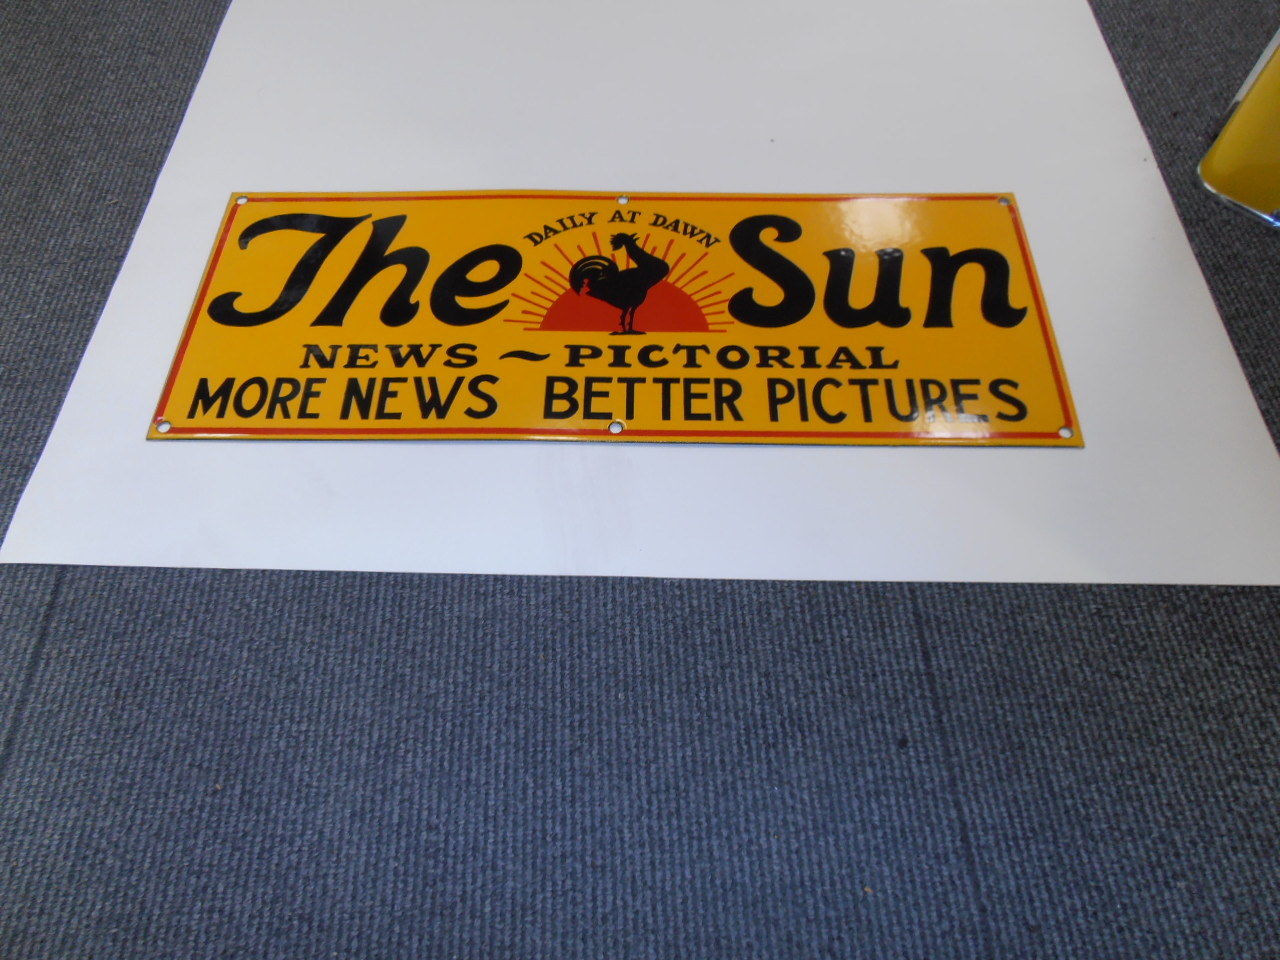 DAILY AT DAWN
The Sun
NEWS ~ PICTORIAL
MORE NEWS BETTER PICTURES